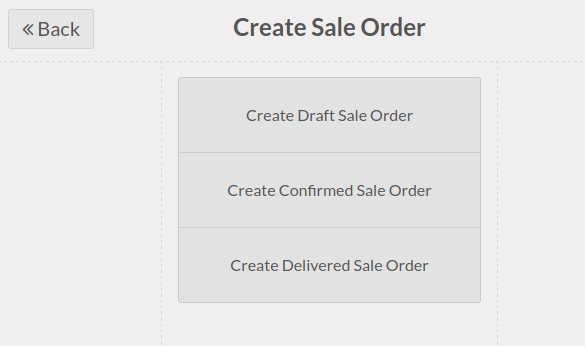 Back
Create Sale Order
Create Draft Sale Order
Create Confirmed Sale Order
Create Delivered Sale Order